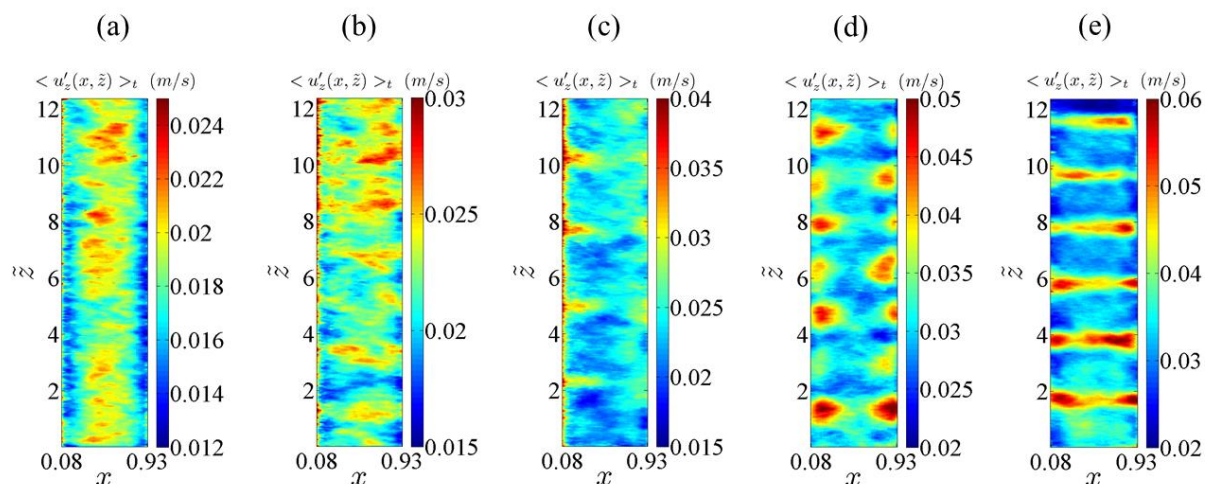 (a) (b) (c) (d) (e)
< u′z(x, z̃) >t (m/s) < u′z(x, z̃) >t (m/s) < u′z(x, z̃) >t (m/s) < u′z(x, z̃) >t (m/s) < u′z(x, z̃) >t (m/s)
12 10 8 6 4 2
z̃
0.08 0.93
x
0.024 0.022 0.02 0.018 0.016 0.014 0.012
12 10 8 6 4 2
z̃
0.08 0.93
x
0.03 0.025 0.02 0.015
12 10 8 6 4 2
z̃
0.08 0.93
x
0.04 0.035 0.03 0.025 0.02 0.015
12 10 8 6 4 2
z̃
0.08 0.93
x
0.05 0.045 0.04 0.035 0.03 0.025 0.02
12 10 8 6 4 2
z̃
0.08 0.93
x
0.06 0.05 0.04 0.03 0.02